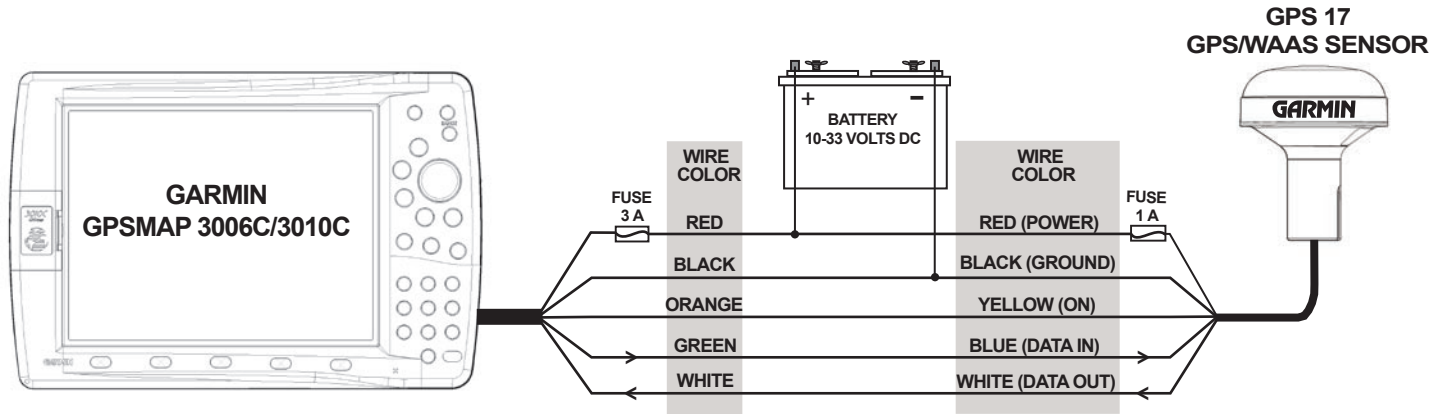 GPS 17
GPS/WAAS SENSOR
GARMIN
+ −
BATTERY
10-33 VOLTS DC
WIRE
COLOR
WIRE
COLOR
GARMIN
GPSMAP 3006C/3010C
FUSE
3 A
FUSE
1 A
RED
RED (POWER)
BLACK
BLACK (GROUND)
ORANGE
YELLOW (ON)
GREEN
BLUE (DATA IN)
WHITE
WHITE (DATA OUT)
GARMIN